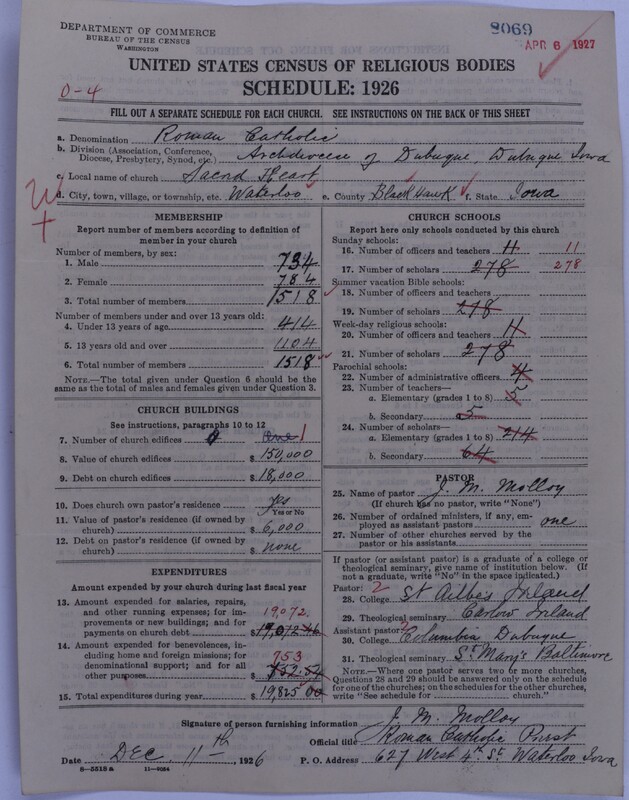 DEPARTMENT OF COMMERCE
BUREAU OF THE CENSUS
WASHINGTON
8069
APR 6 1927
UNITED STATES CENSUS OF RELIGIOUS BODIES
SCHEDULE: 1926
0-4
FILL OUT A SEPARATE SCHEDULE FOR EACH CHURCH. SEE INSTRUCTIONS ON THE BACK OF THIS SHEET
a. Denomination Roman Catholic
b. Division (Association, Conference, Diocese, Presbytery, Synod, etc.) Archdiocese of Dubuque, Dubuque Iowa
c. Local name of church Sacred Heart
d. City, town, village, or township, etc. Waterloo e. County Black Hawk f. State Iowa
MEMBERSHIP
Report number of members according to definition of member in your church
Number of members, by sex:
1. Male 734
2. Female 784
3. Total number of members 1518
Number of members under and over 13 years old:
4. Under 13 years of age 414
5. 13 years old and over 1104
6. Total number of members 1518
NOTE.—The total given under Question 6 should be the same as the total of males and females given under Question 3.
CHURCH BUILDINGS
See instructions, paragraphs 10 to 12
7. Number of church edifices one 1
8. Value of church edifices $ 150,000
9. Debt on church edifices $ 18,000
10. Does church own pastor's residence? Yes
Yes or No
11. Value of pastor's residence (if owned by church) $ 6,000
12. Debt on pastor's residence (if owned by church) $ none
EXPENDITURES
Amount expended by your church during last fiscal year
13. Amount expended for salaries, repairs, and other running expenses; for improvements or new buildings; and for payments on church debt $ 19,072.46
19,072
14. Amount expended for benevolences, including home and foreign missions; for denominational support; and for all other purposes $ 753.54
753
15. Total expenditures during year $ 19,825 00
CHURCH SCHOOLS
Report here only schools conducted by this church
Sunday schools:
16. Number of officers and teachers 11 11
17. Number of scholars 278 278
Summer vacation Bible schools:
18. Number of officers and teachers
19. Number of scholars 278
Week-day religious schools:
20. Number of officers and teachers 11
21. Number of scholars 278
Parochial schools:
22. Number of administrative officers 4
23. Number of teachers—
a. Elementary (grades 1 to 8) 5
b. Secondary 5
24. Number of scholars—
a. Elementary (grades 1 to 8) 214
b. Secondary 64
PASTOR
25. Name of pastor J. M. Molloy
(If church has no pastor, write "None")
26. Number of ordained ministers, if any, employed as assistant pastors one
27. Number of other churches served by the pastor or his assistants
If pastor (or assistant pastor) is a graduate of a college or theological seminary, give name of institution below. (If not a graduate, write "No" in the space indicated.)
Pastor: 2
28. College St Ailbe's Ireland
29. Theological seminary Carlow Ireland
Assistant pastor:
30. College Columbia Dubuque
31. Theological seminary St Mary's Baltimore
NOTE.—Where one pastor serves two or more churches, Questions 28 and 29 should be answered only on the schedule for one of the churches; on the schedules for the other churches, write "See schedule for church."
Signature of person furnishing information J. M. Molloy
Official title Roman Catholic Priest
Date Dec 11th, 1926 P. O. Address 627 West 4th St. Waterloo Iowa
8—5518a 11—9084